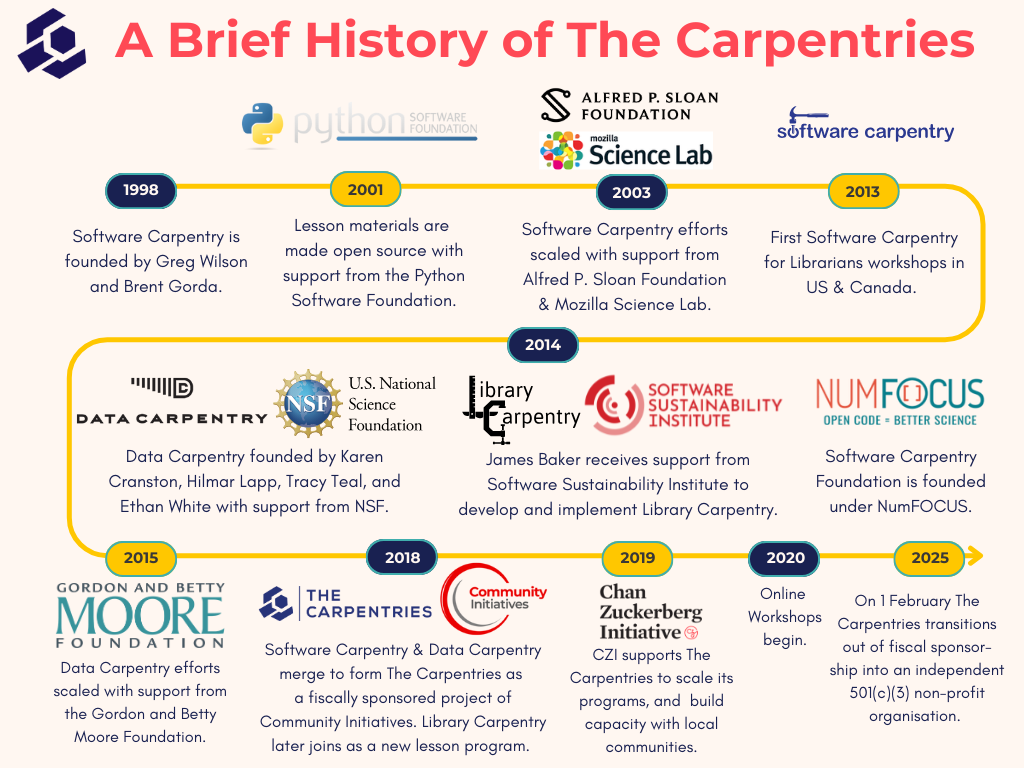 A Brief History of The Carpentries
python SOFTWARE FOUNDATION
ALFRED P. SLOAN
FOUNDATION
mozilla
Science Lab
software carpentry
1998
Software Carpentry is
founded by Greg Wilson
and Brent Gorda.
2001
Lesson materials are
made open source with
support from the Python
Software Foundation.
2003
Software Carpentry efforts
scaled with support from
Alfred P. Sloan Foundation
& Mozilla Science Lab.
2013
First Software Carpentry
for Librarians workshops in
US & Canada.
2014
DATA CARPENTRY
NSF
U.S. National
Science
Foundation
Data Carpentry founded by Karen
Cranston, Hilmar Lapp, Tracy Teal, and
Ethan White with support from NSF.
Library
Carpentry
SOFTWARE
SUSTAINABILITY
INSTITUTE
James Baker receives support from
Software Sustainability Institute to
develop and implement Library Carpentry.
NUMFOCUS
OPEN CODE = BETTER SCIENCE
Software Carpentry
Foundation is founded
under NumFOCUS.
2015
GORDON AND BETTY
MOORE
FOUNDATION
Data Carpentry efforts
scaled with support from
the Gordon and Betty
Moore Foundation.
2018
THE
CARPENTRIES
Community
Initiatives
Software Carpentry & Data Carpentry
merge to form The Carpentries as
a fiscally sponsored project of
Community Initiatives. Library Carpentry
later joins as a new lesson program.
2019
Chan
Zuckerberg
Initiative
CZI supports The
Carpentries to scale its
programs, and build
capacity with local
communities.
2020
Online
Workshops
begin.
2025
On 1 February The
Carpentries transitions
out of fiscal sponsor-
ship into an independent
501(c)(3) non-profit
organisation.